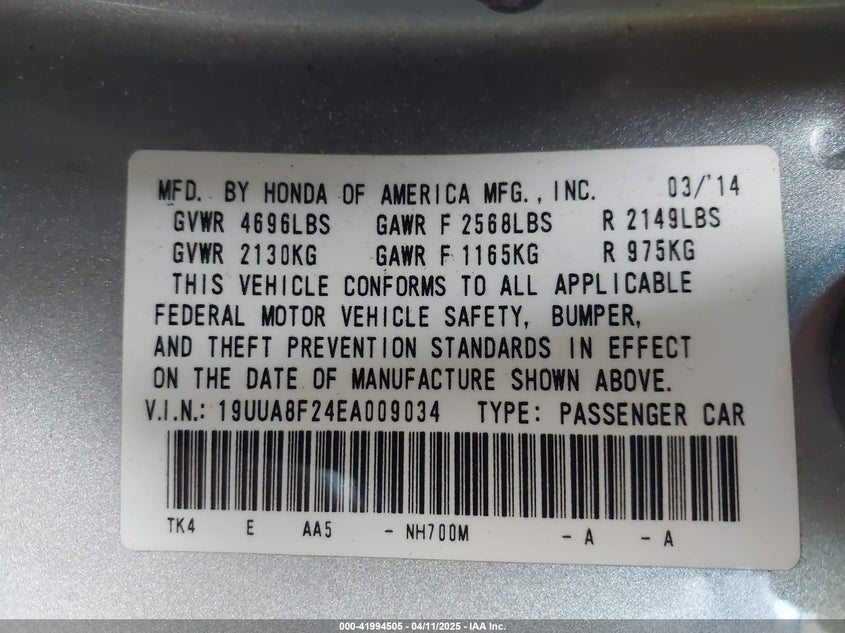 MFD. BY HONDA OF AMERICA MFG., INC. 03/'14
GVWR 4696LBS GAWR F 2568LBS R 2149LBS
GVWR 2130KG GAWR F 1165KG R 975KG
THIS VEHICLE CONFORMS TO ALL APPLICABLE
FEDERAL MOTOR VEHICLE SAFETY, BUMPER,
AND THEFT PREVENTION STANDARDS IN EFFECT
ON THE DATE OF MANUFACTURE SHOWN ABOVE.
V.I.N.: 19UUA8F24EA009034 TYPE: PASSENGER CAR
TK4 E AA5 - NH700M - A - A
000-41994505 - 04/11/2025 - IAA Inc.